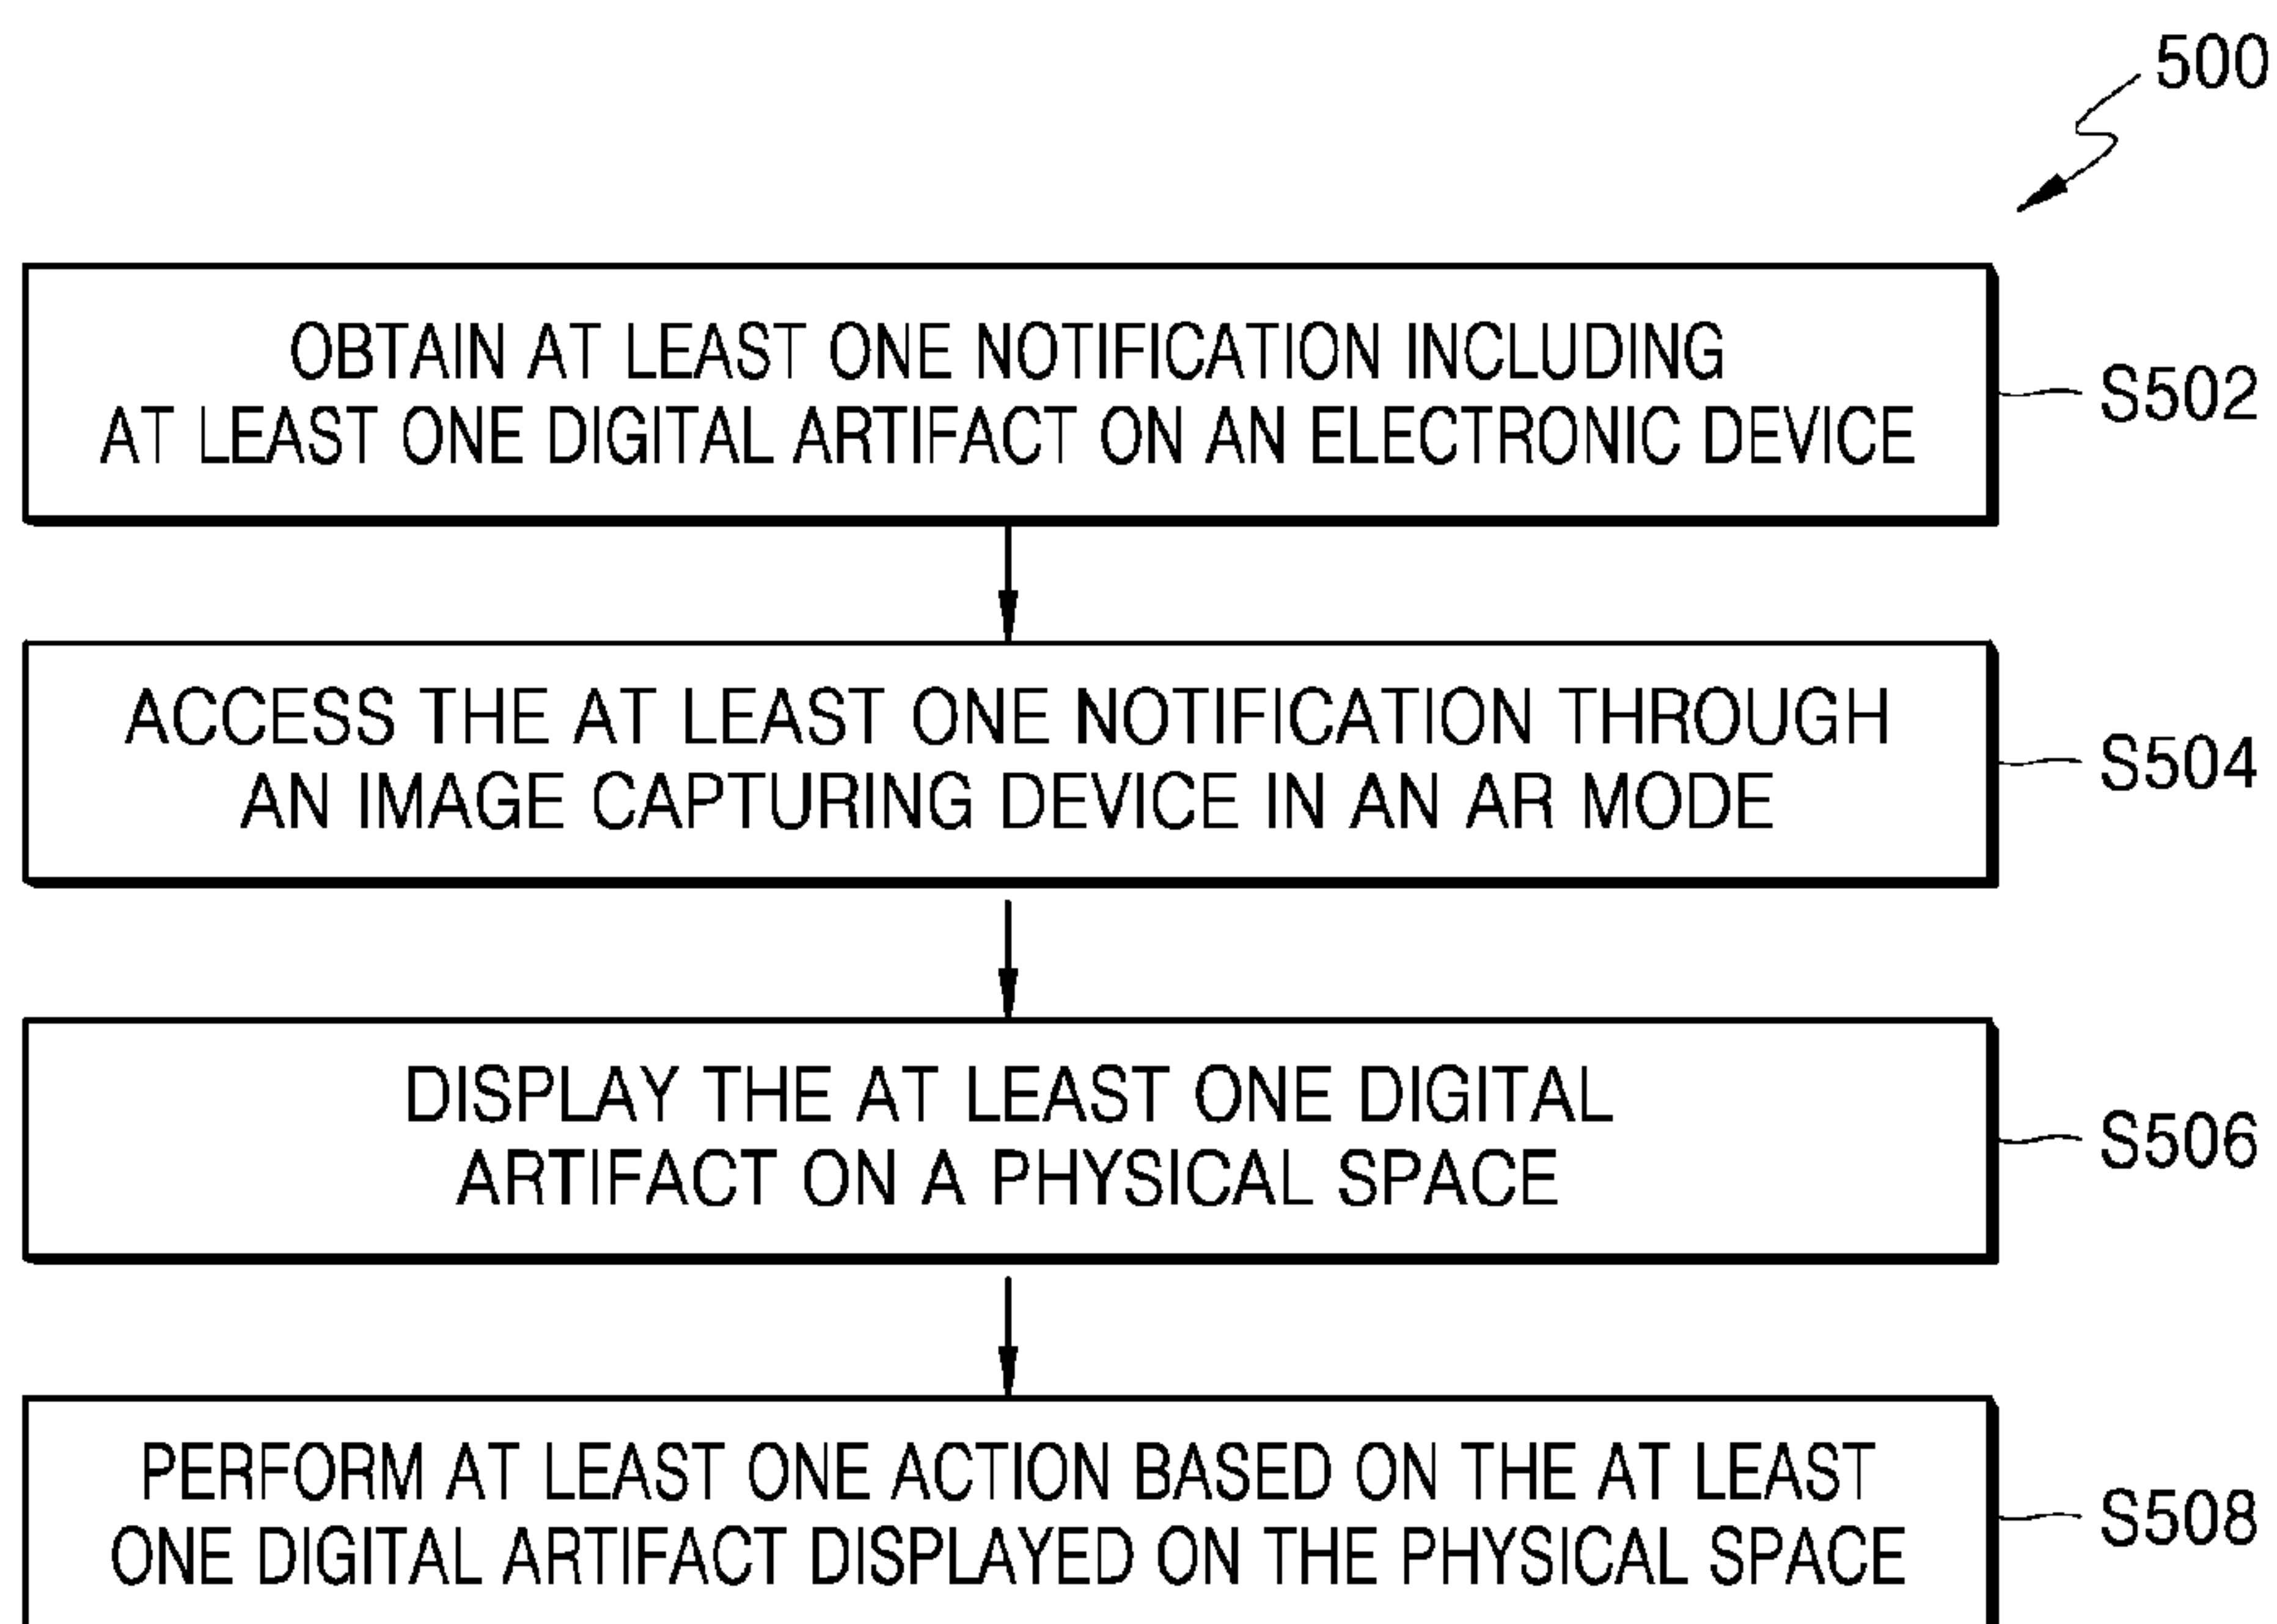 500
OBTAIN AT LEAST ONE NOTIFICATION INCLUDING
AT LEAST ONE DIGITAL ARTIFACT ON AN ELECTRONIC DEVICE
S502
ACCESS THE AT LEAST ONE NOTIFICATION THROUGH
AN IMAGE CAPTURING DEVICE IN AN AR MODE
S504
DISPLAY THE AT LEAST ONE DIGITAL
ARTIFACT ON A PHYSICAL SPACE
S506
PERFORM AT LEAST ONE ACTION BASED ON THE AT LEAST
ONE DIGITAL ARTIFACT DISPLAYED ON THE PHYSICAL SPACE
S508